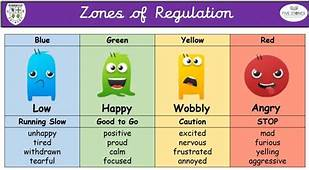 Zones of Regulation
Blue Green Yellow Red
Low Happy Wobbly Angry
Running Slow Good to Go Caution STOP
unhappy positive excited mad
tired proud nervous furious
withdrawn calm frustrated yelling
tearful focused annoyed aggressive